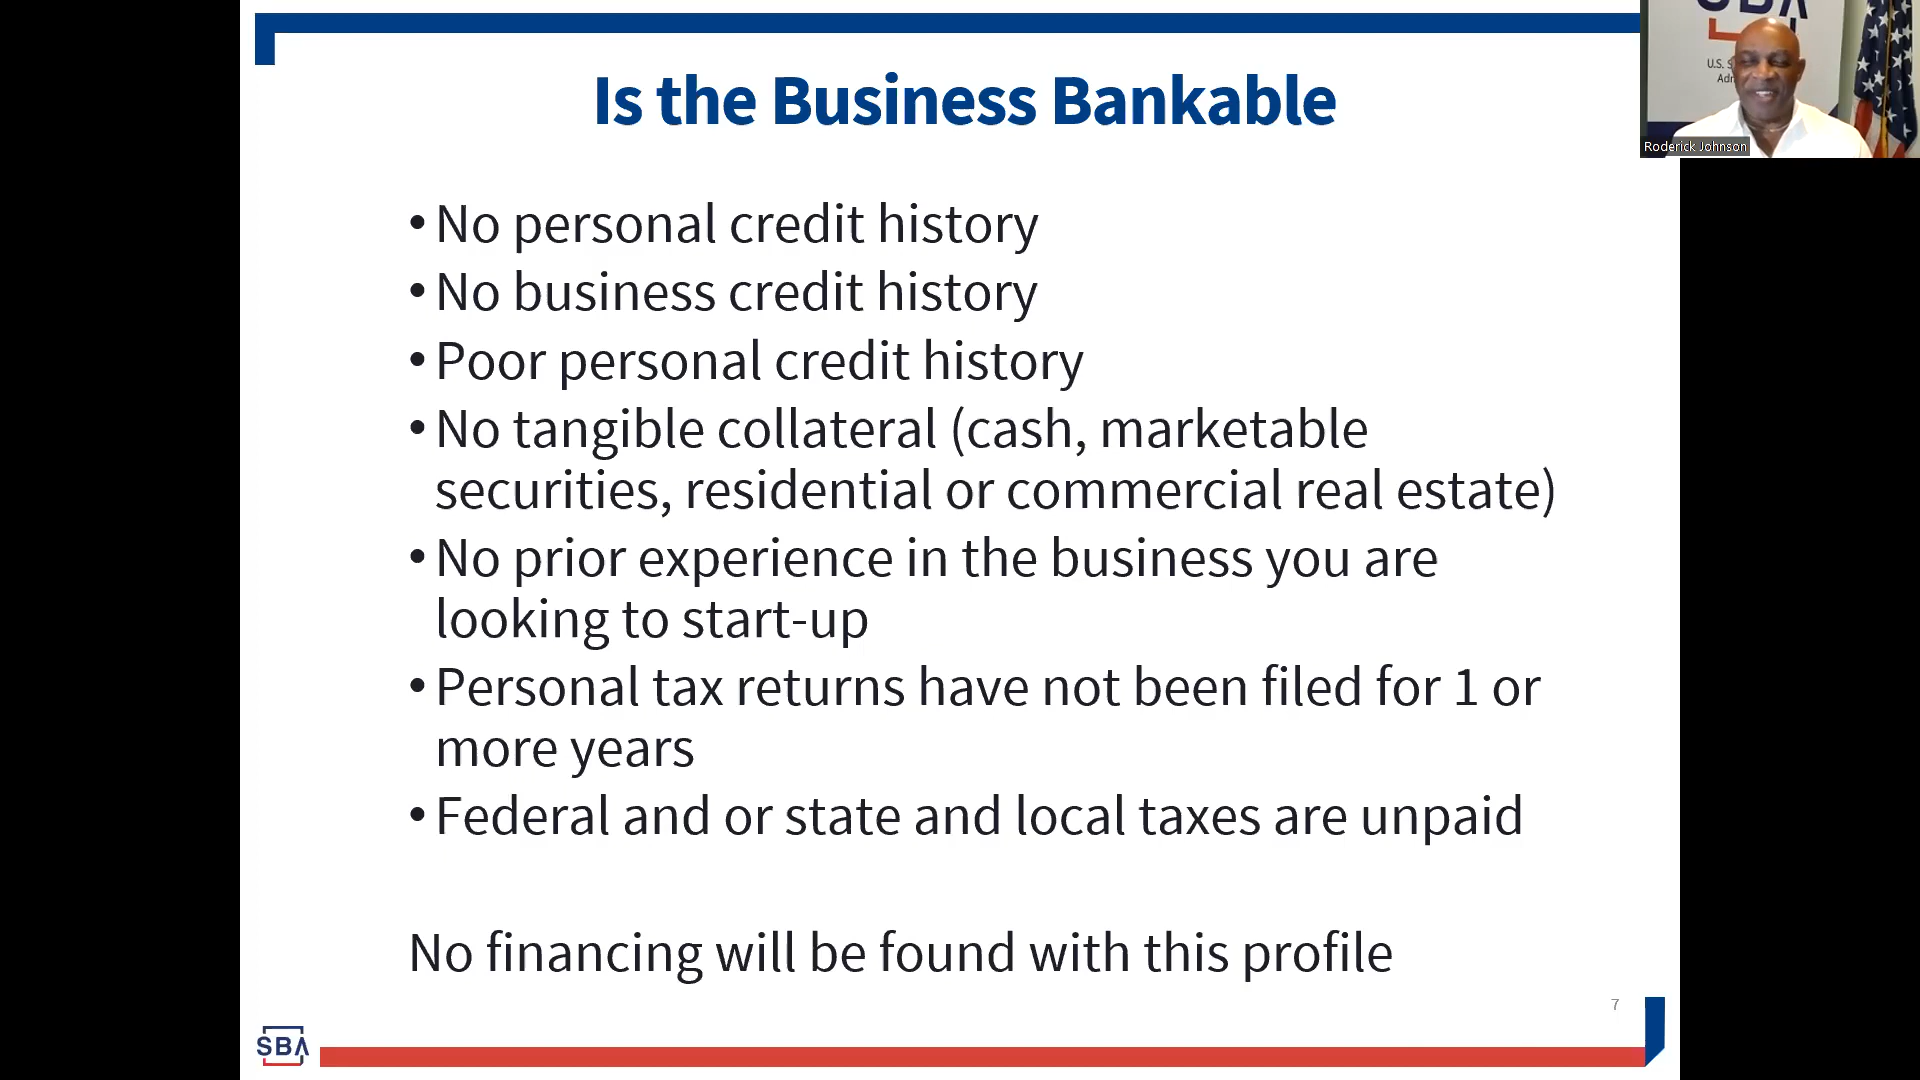 Is the Business Bankable
• No personal credit history
• No business credit history
• Poor personal credit history
• No tangible collateral (cash, marketable
securities, residential or commercial real estate)
• No prior experience in the business you are
looking to start-up
• Personal tax returns have not been filed for 1 or
more years
• Federal and or state and local taxes are unpaid
No financing will be found with this profile
7
SBA
SBA
U.S.
Roderick Johnson